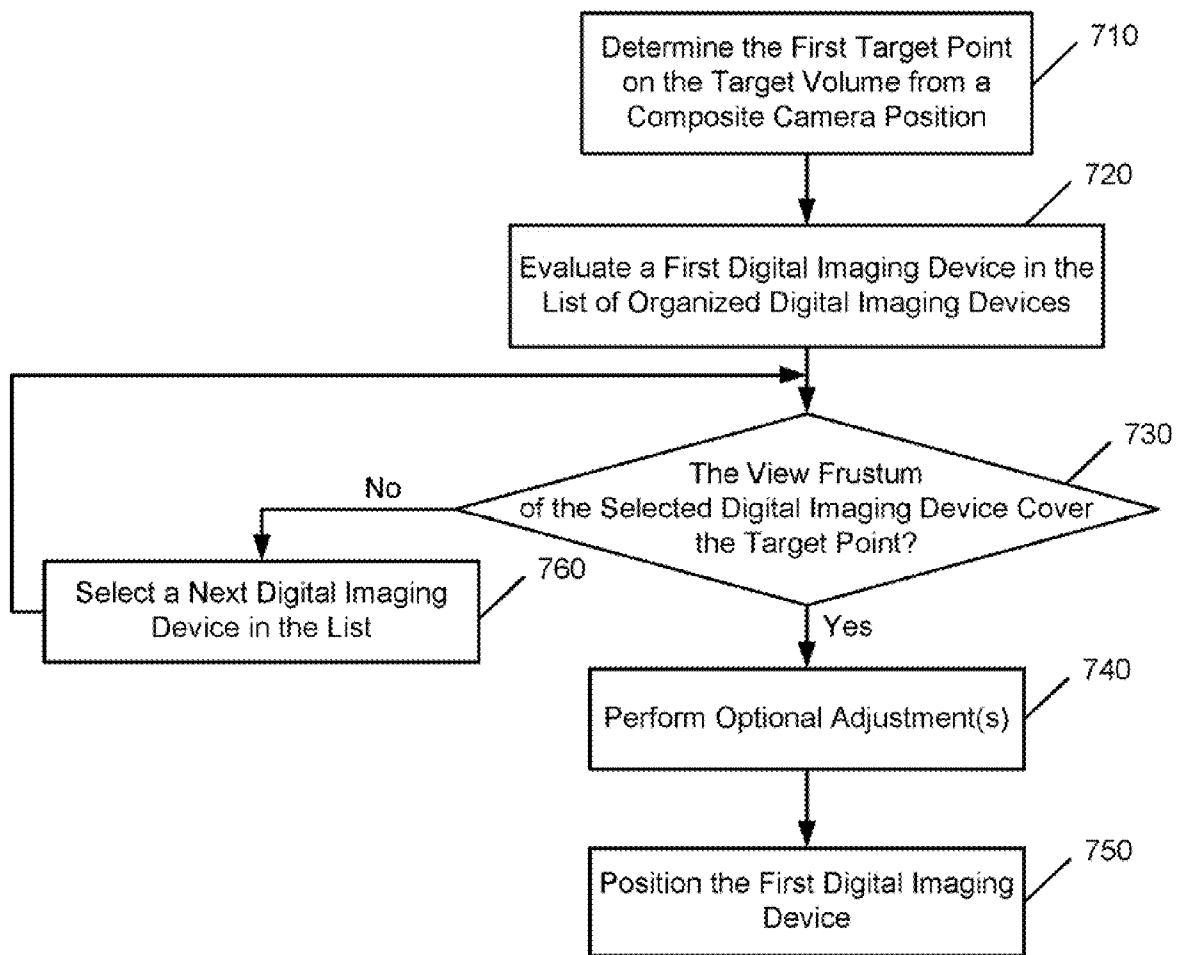 Determine the First Target Point
on the Target Volume from a
Composite Camera Position
710
720
Evaluate a First Digital Imaging Device in the
List of Organized Digital Imaging Devices
730
The View Frustum
of the Selected Digital Imaging Device Cover
the Target Point?
No
760
Select a Next Digital Imaging
Device in the List
Yes
740
Perform Optional Adjustment(s)
750
Position the First Digital Imaging
Device